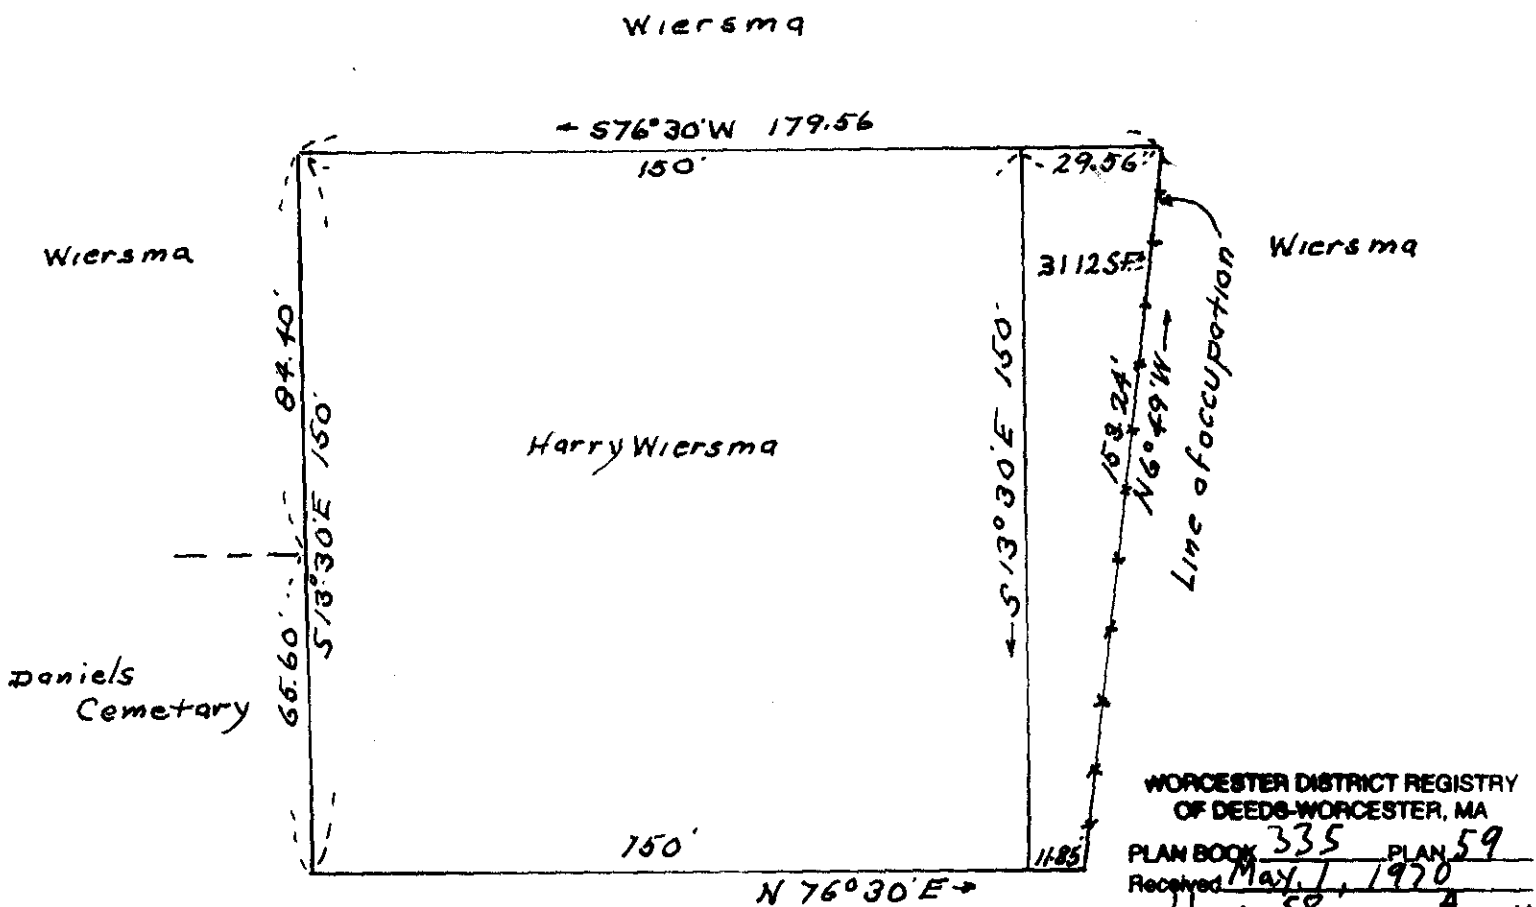 Wiersma
← S76°30'W 179.56
150'
29.56'
Wiersma
Wiersma
3112SF±
84.40'
S13°30'E 150'
S13°30'E 150'
153.24'
N6°49'W →
Line of occupation
Harry Wiersma
65.60'
Daniels
Cemetary
150'
11.85'
N 76°30'E →
WORCESTER DISTRICT REGISTRY
OF DEEDS-WORCESTER, MA
PLAN BOOK 335 PLAN 59
Received May, 1, 1970